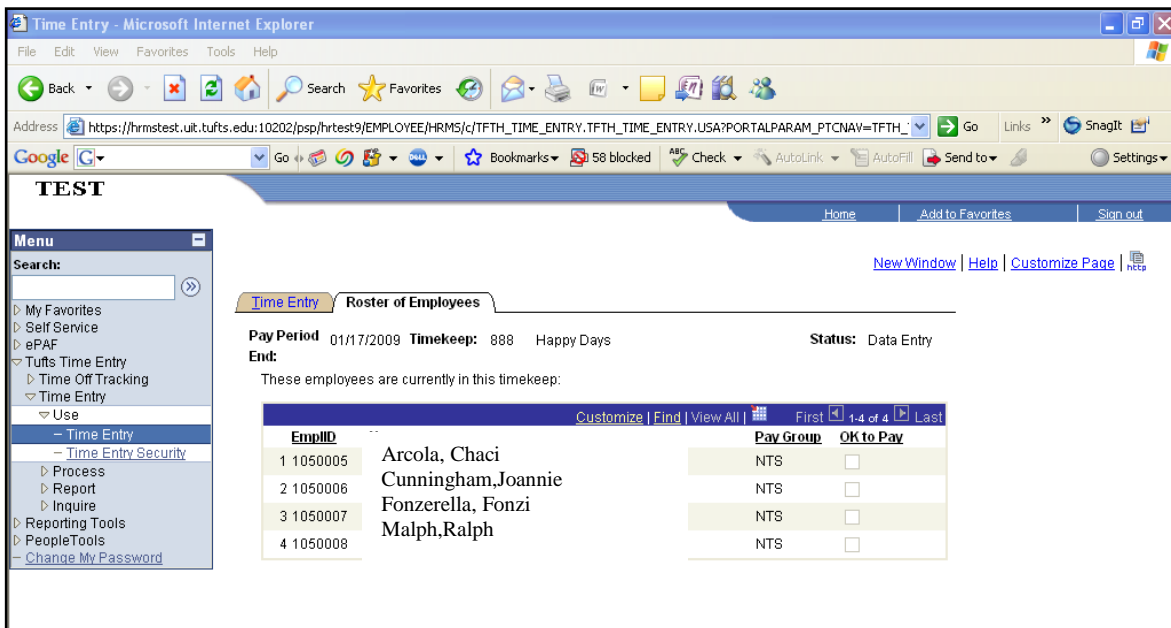 Time Entry - Microsoft Internet Explorer
File Edit View Favorites Tools Help
Back Search Favorites
Address https://hrmstest.uit.tufts.edu:10202/psp/hrtest9/EMPLOYEE/HRMS/c/TFTH_TIME_ENTRY.TFTH_TIME_ENTRY.USA?PORTALPARAM_PTCNAV=TFTH_ Go Links » SnagIt
Google G Go Bookmarks 58 blocked ABC Check AutoLink AutoFill Send to Settings
TEST
Home Add to Favorites Sign out
Menu
New Window | Help | Customize Page | http
Search:
My Favorites
Self Service
ePAF
Tufts Time Entry
Time Off Tracking
Time Entry
Use
– Time Entry
– Time Entry Security
Process
Report
Inquire
Reporting Tools
PeopleTools
– Change My Password
Time Entry Roster of Employees
Pay Period End: 01/17/2009 Timekeep: 888 Happy Days Status: Data Entry
These employees are currently in this timekeep:
Customize | Find | View All | First 1-4 of 4 Last
EmplID Pay Group OK to Pay
1 1050005 Arcola, Chaci NTS
2 1050006 Cunningham,Joannie NTS
3 1050007 Fonzerella, Fonzi NTS
4 1050008 Malph,Ralph NTS